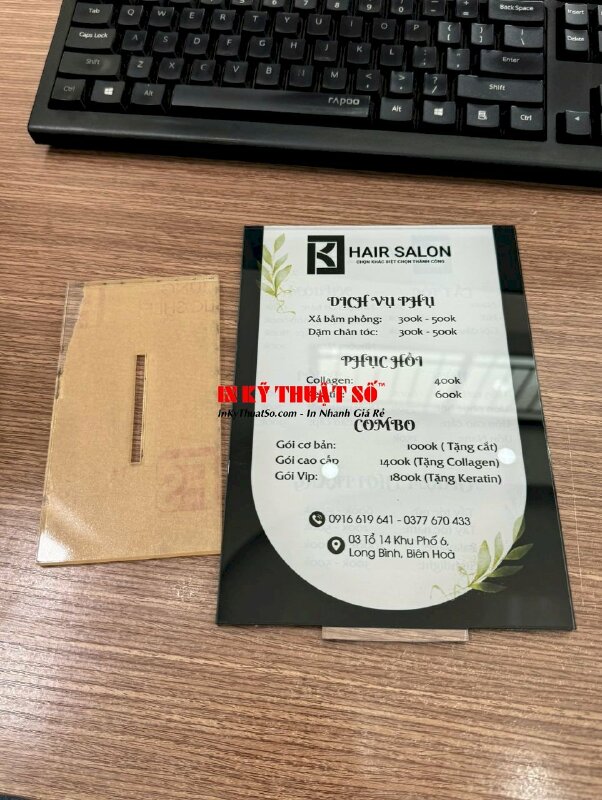 HAIR SALON
CHỌN KHÁC BIỆT CHỌN THÀNH CÔNG
DỊCH VỤ PHỤ
Xả bấm phồng: 300k - 500k
Dặm chân tóc: 300k - 500k
PHỤC HỒI
Collagen: 400k
600k
IN KỸ THUẬT SỐ™
InKyThuatSo.com - In Nhanh Giá Rẻ
COMBO
Gói cơ bản: 1000k ( Tặng cắt)
Gói cao cấp 1400k (Tặng Collagen)
Gói Vip: 1800k (Tặng Keratin)
0916 619 641 - 0377 670 433
03 Tổ 14 Khu Phố 6,
Long Bình, Biên Hoà
rapoo
Caps Lock
Shift
Ctrl
Alt
Alt
Ctrl
Shift
Enter
Back Space
Insert
Delete